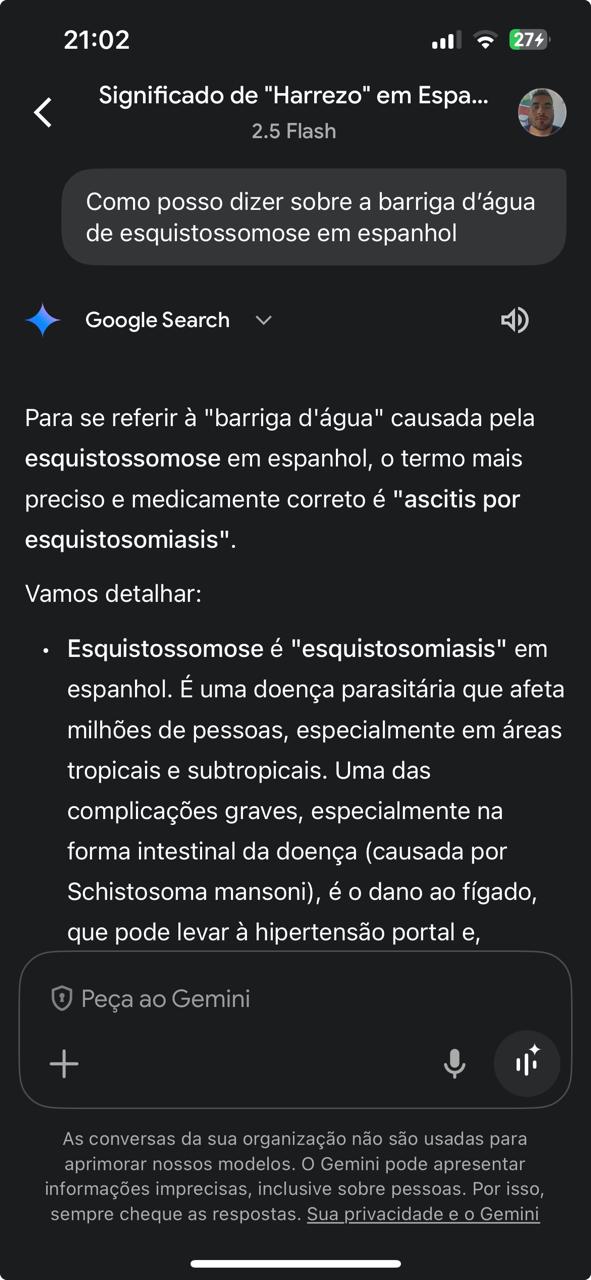 21:02
27
Significado de "Harrezo" em Espa...
2.5 Flash
Como posso dizer sobre a barriga d’água
de esquistossomose em espanhol
Google Search
Para se referir à "barriga d'água" causada pela
esquistossomose em espanhol, o termo mais
preciso e medicamente correto é "ascitis por
esquistosomiasis".
Vamos detalhar:
• Esquistossomose é "esquistosomiasis" em
espanhol. É uma doença parasitária que afeta
milhões de pessoas, especialmente em áreas
tropicais e subtropicais. Uma das
complicações graves, especialmente na
forma intestinal da doença (causada por
Schistosoma mansoni), é o dano ao fígado,
que pode levar à hipertensão portal e,
Peça ao Gemini
As conversas da sua organização não são usadas para
aprimorar nossos modelos. O Gemini pode apresentar
informações imprecisas, inclusive sobre pessoas. Por isso,
sempre cheque as respostas. Sua privacidade e o Gemini